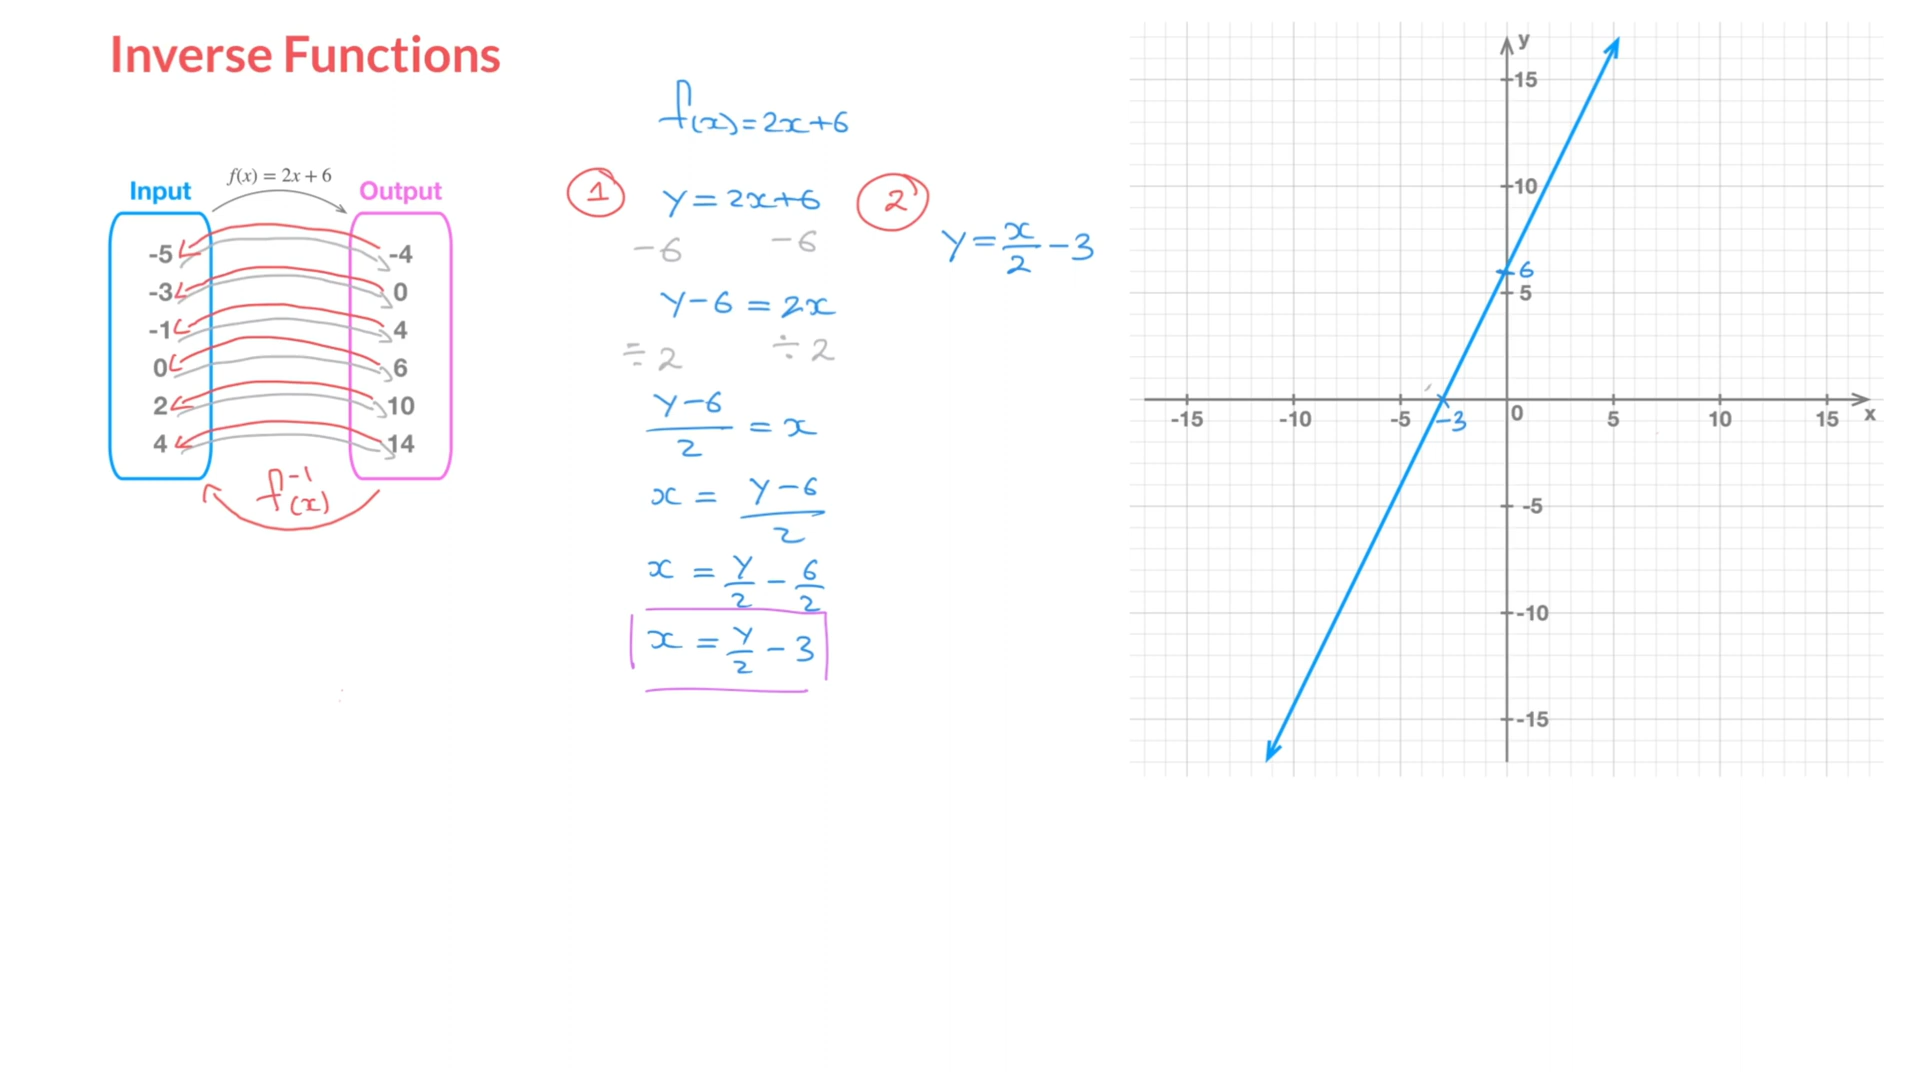 Inverse Functions
f(x) = 2x + 6
Input Output
-5 -4
-3 0
-1 4
0 6
2 10
4 14
f⁻¹(x)
f(x) = 2x+6
1
y = 2x+6
-6 -6
y-6 = 2x
÷2 ÷2
y-6/2 = x
x = y-6/2
x = y/2 - 6/2
x = y/2 - 3
2
y = x/2 - 3
y
15
10
6
5
-15 -10 -5 -3 0 5 10 15 x
-5
-10
-15